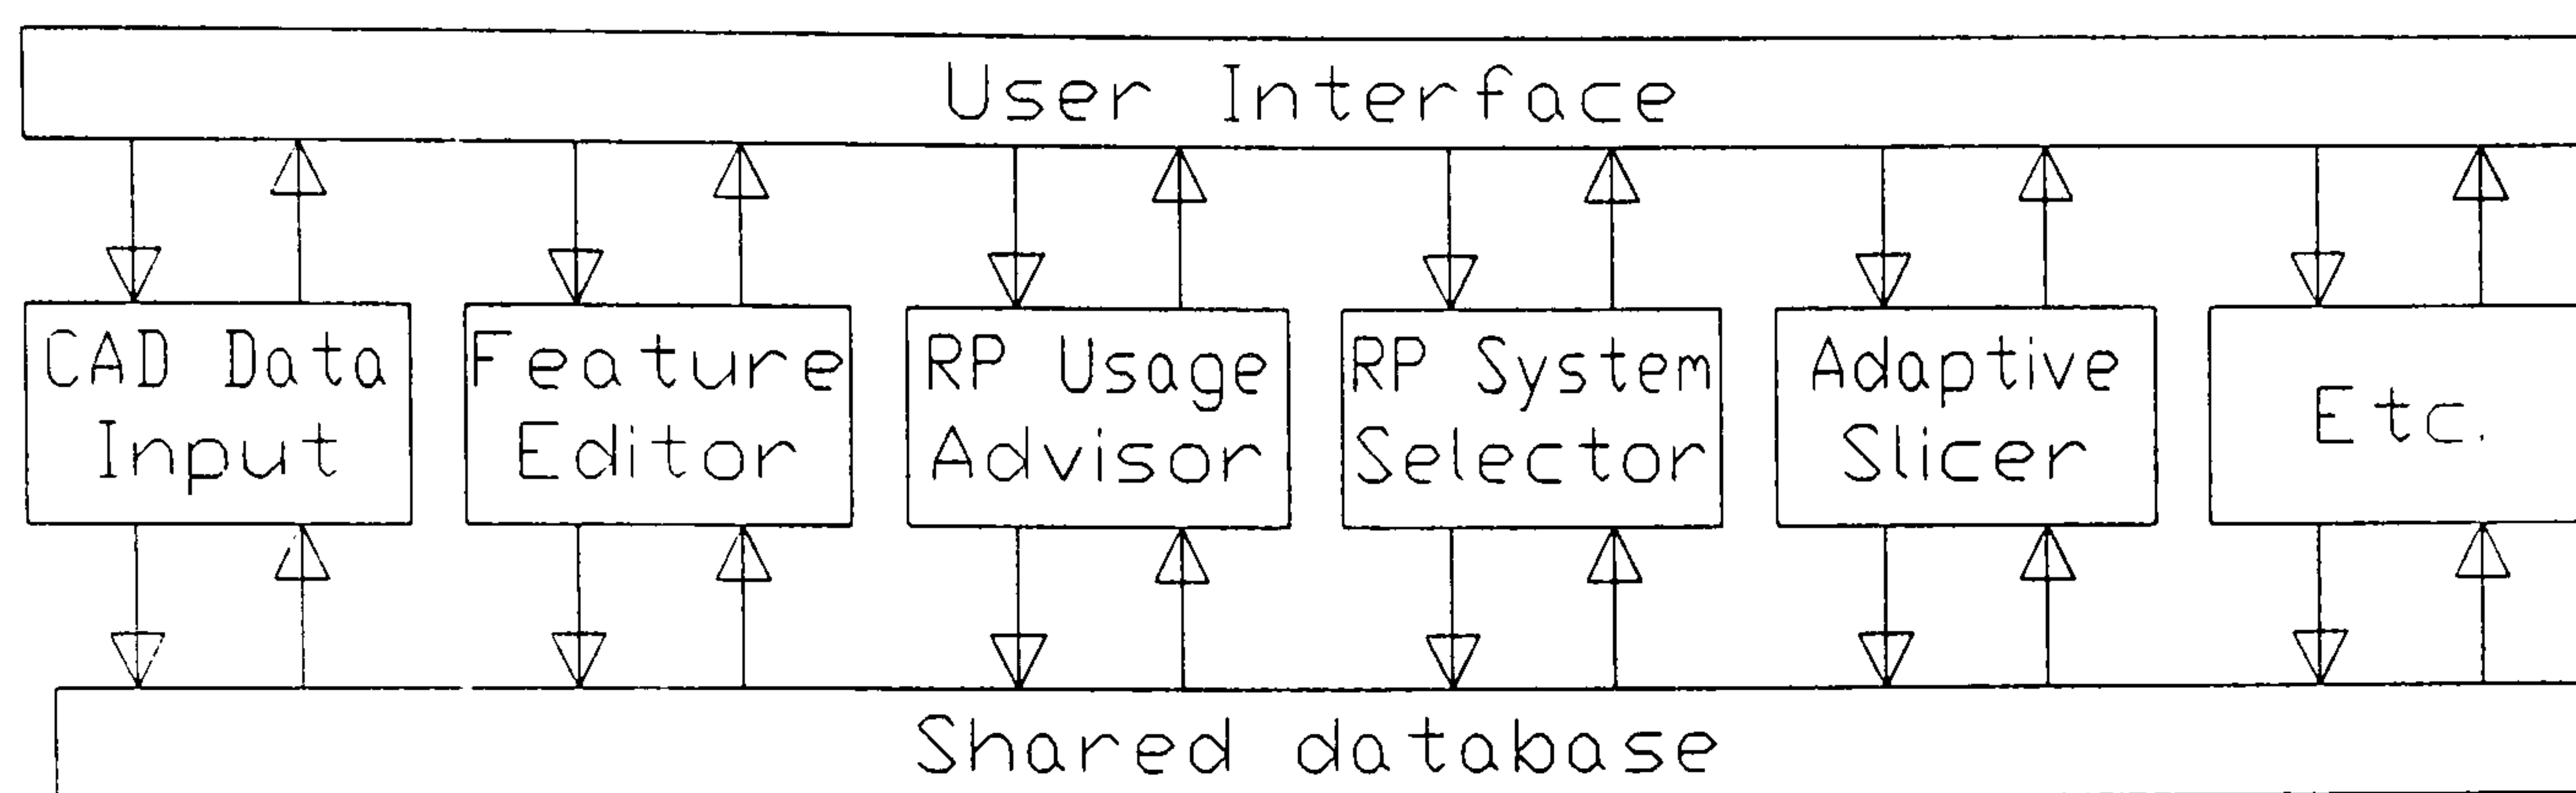 User Interface
CAD Data
Input
Feature
Editor
RP Usage
Advisor
RP System
Selector
Adaptive
Slicer
Etc.
Shared database